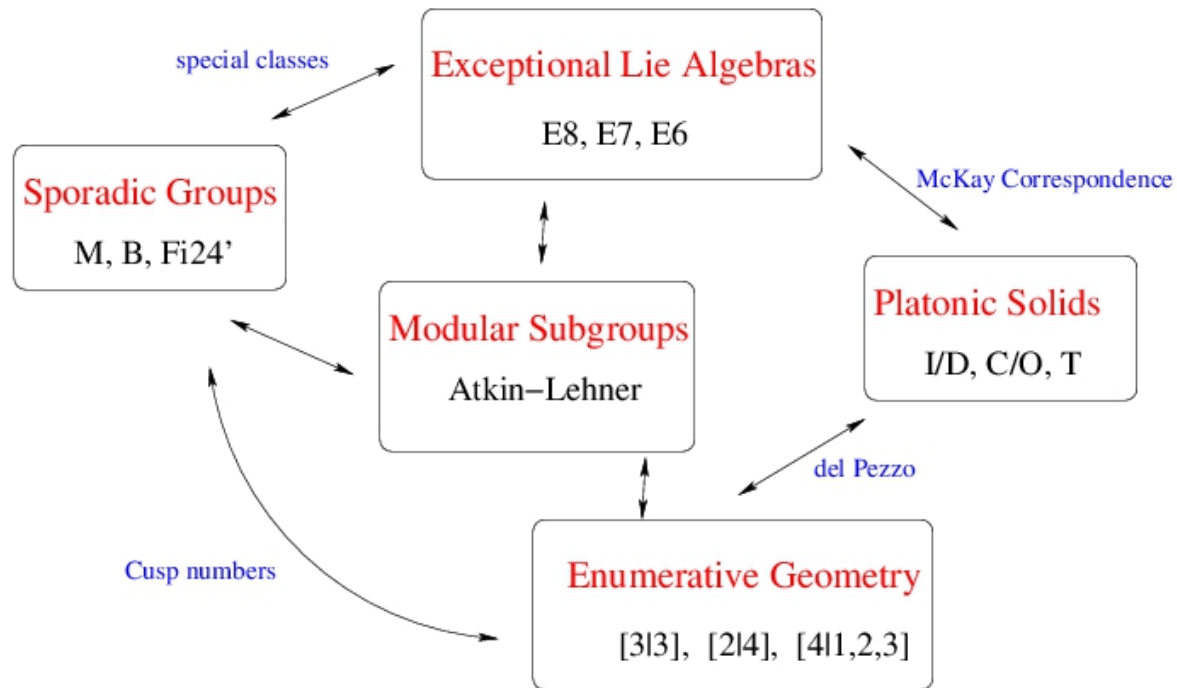 special classes
Exceptional Lie Algebras
E8, E7, E6
Sporadic Groups
M, B, Fi24’
McKay Correspondence
Modular Subgroups
Atkin−Lehner
Platonic Solids
I/D, C/O, T
del Pezzo
Cusp numbers
Enumerative Geometry
[3|3], [2|4], [4|1,2,3]